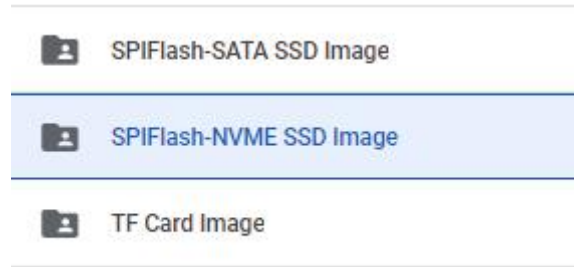 SPIFlash-SATA SSD Image
SPIFlash-NVME SSD Image
TF Card Image